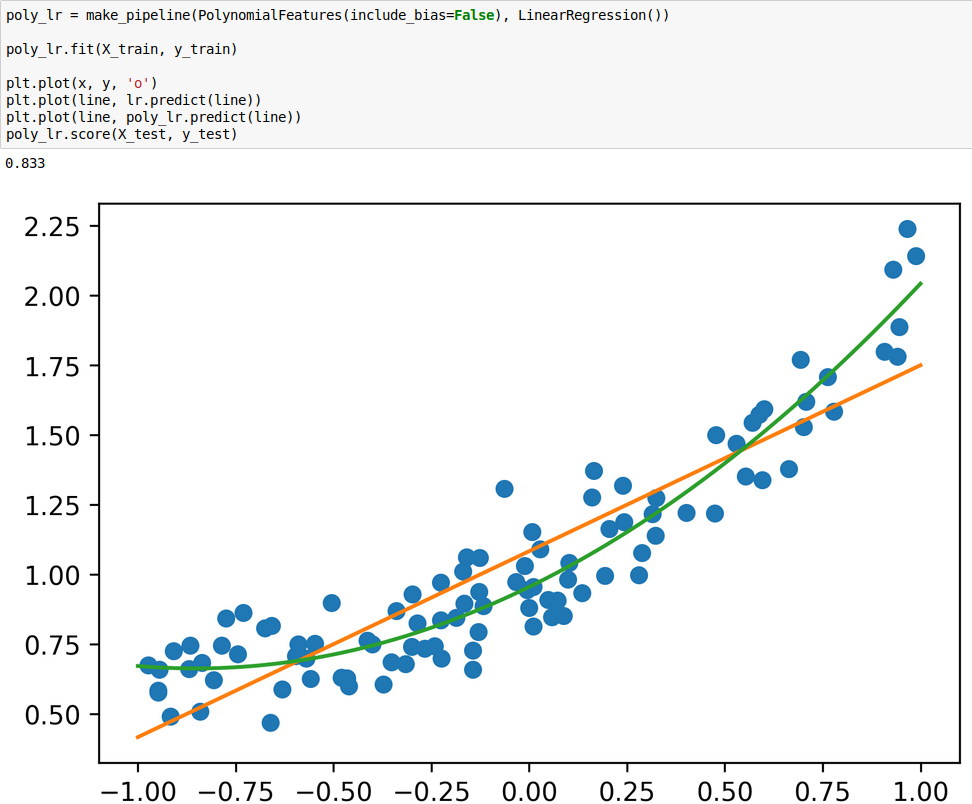 poly_lr = make_pipeline(PolynomialFeatures(include_bias=False), LinearRegression())
poly_lr.fit(X_train, y_train)
plt.plot(x, y, 'o')
plt.plot(line, lr.predict(line))
plt.plot(line, poly_lr.predict(line))
poly_lr.score(X_test, y_test)
0.833
2.25
2.00
1.75
1.50
1.25
1.00
0.75
0.50
−1.00 −0.75 −0.50 −0.25 0.00 0.25 0.50 0.75 1.00